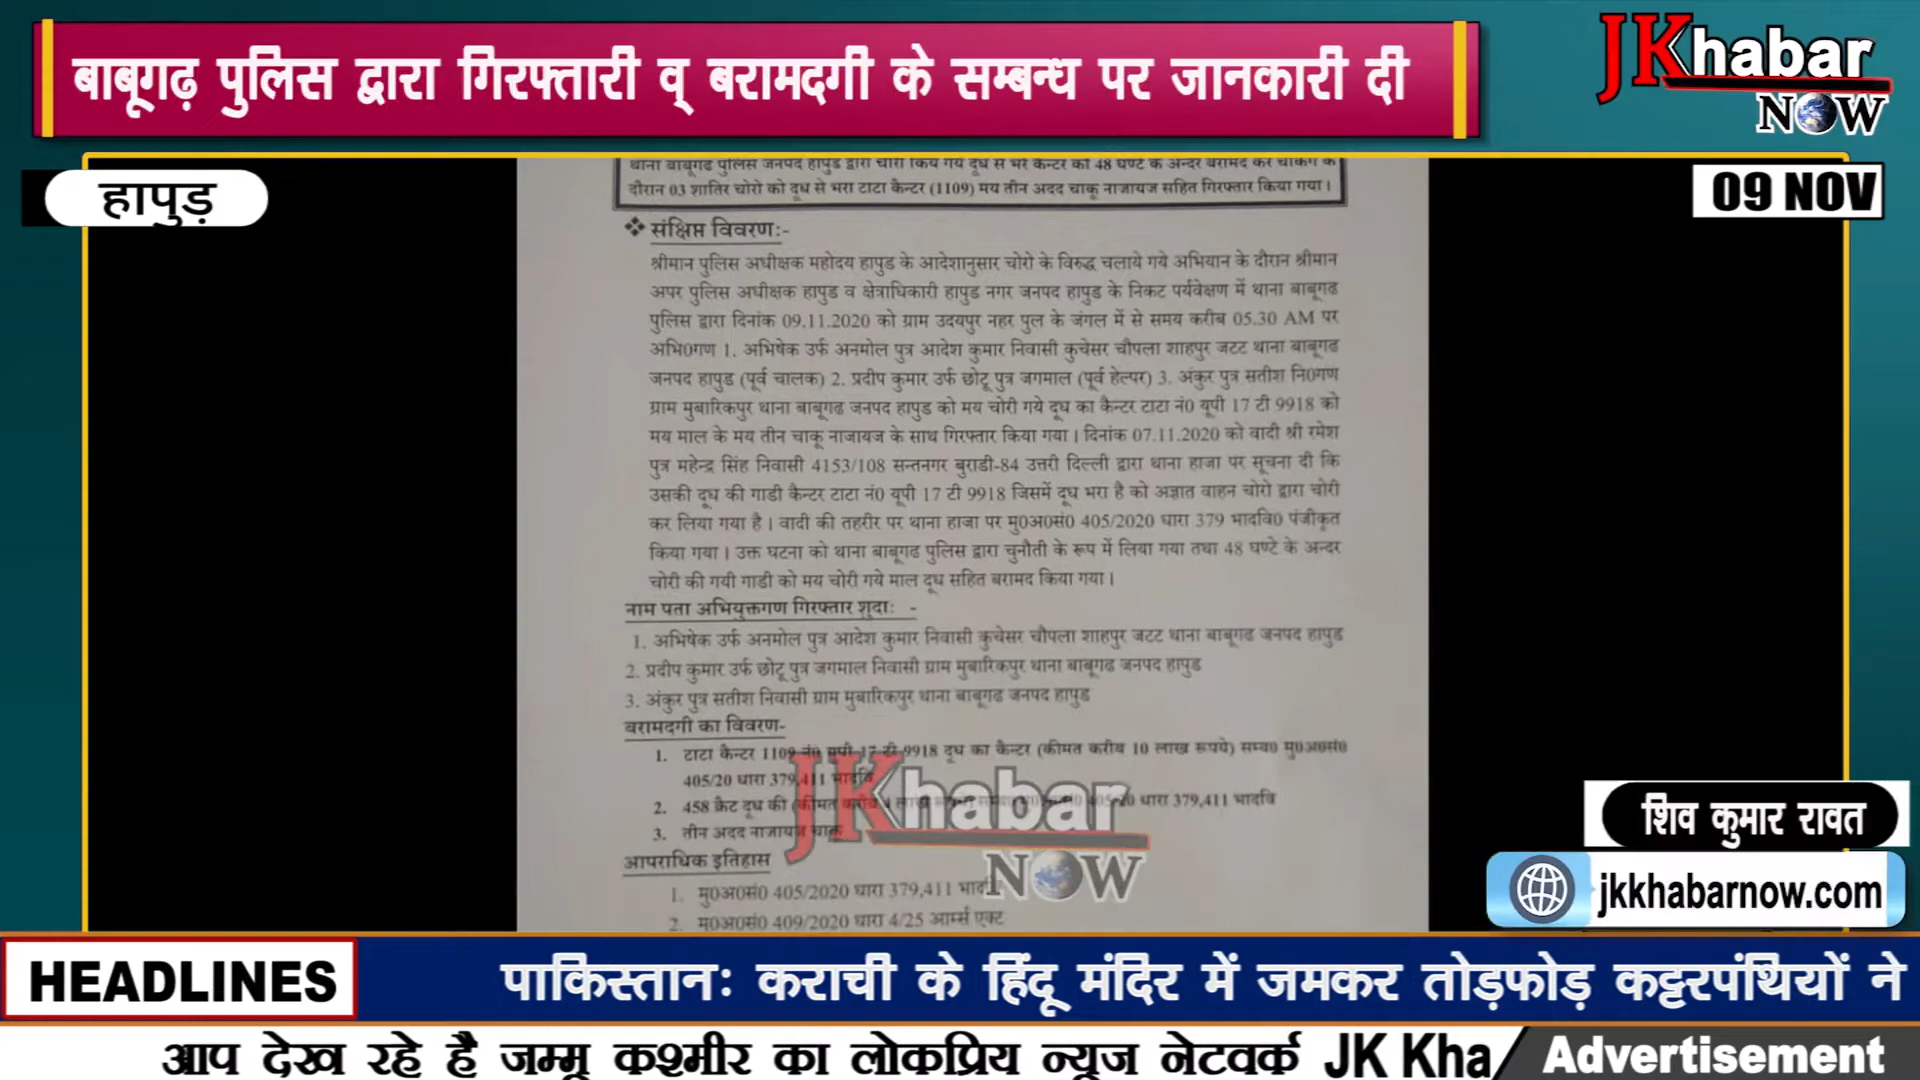 बाबूगढ़ पुलिस द्वारा गिरफ्तारी व् बरामदगी के सम्बन्ध पर जानकारी दी
JKhabar
NOW
हापुड़
09 NOV
थाना बाबूगढ पुलिस जनपद हापुड द्वारा चोरी किये गये दूध से भरे कैन्टर को 48 घण्टे के अन्दर बरामद कर चैकिंग के
दौरान 03 शातिर चोरो को दूध से भरा टाटा कैन्टर (1109) मय तीन अदद चाकू नाजायज सहित गिरफ्तार किया गया।
❖ संक्षिप्त विवरणः-
श्रीमान पुलिस अधीक्षक महोदय हापुड के आदेशानुसार चोरो के विरुद्ध चलाये गये अभियान के दौरान श्रीमान
अपर पुलिस अधीक्षक हापुड व क्षेत्राधिकारी हापुड नगर जनपद हापुड के निकट पर्यवेक्षण में थाना बाबूगढ
पुलिस द्वारा दिनांक 09.11.2020 को ग्राम उदयपुर नहर पुल के जंगल में से समय करीब 05.30 AM पर
अभि0गण 1. अभिषेक उर्फ अनमोल पुत्र आदेश कुमार निवासी कुचेसर चौपला शाहपुर जटट थाना बाबूगढ
जनपद हापुड (पूर्व चालक) 2. प्रदीप कुमार उर्फ छोटू पुत्र जगमाल (पूर्व हेल्पर) 3. अंकुर पुत्र सतीश नि0गण
ग्राम मुबारिकपुर थाना बाबूगढ जनपद हापुड को मय चोरी गये दूध का कैन्टर टाटा नं0 यूपी 17 टी 9918 को
मय माल के मय तीन चाकू नाजायज के साथ गिरफ्तार किया गया। दिनांक 07.11.2020 को वादी श्री रमेश
पुत्र महेन्द्र सिंह निवासी 4153/108 सन्तनगर बुराडी-84 उत्तरी दिल्ली द्वारा थाना हाजा पर सूचना दी कि
उसकी दूध की गाडी कैन्टर टाटा नं0 यूपी 17 टी 9918 जिसमें दूध भरा है को अज्ञात वाहन चोरो द्वारा चोरी
कर लिया गया है। वादी की तहरीर पर थाना हाजा पर मु0अ0सं0 405/2020 धारा 379 भादवि0 पंजीकृत
किया गया। उक्त घटना को थाना बाबूगढ पुलिस द्वारा चुनौती के रूप में लिया गया तथा 48 घण्टे के अन्दर
चोरी की गयी गाडी को मय चोरी गये माल दूध सहित बरामद किया गया।
नाम पता अभियुक्तगण गिरफ्तार शुदाः -
1. अभिषेक उर्फ अनमोल पुत्र आदेश कुमार निवासी कुचेसर चौपला शाहपुर जटट थाना बाबूगढ जनपद हापुड
2. प्रदीप कुमार उर्फ छोटू पुत्र जगमाल निवासी ग्राम मुबारिकपुर थाना बाबूगढ जनपद हापुड
3. अंकुर पुत्र सतीश निवासी ग्राम मुबारिकपुर थाना बाबूगढ जनपद हापुड
बरामदगी का विवरण-
1. टाटा कैन्टर 1109 नं0 यूपी 17 टी 9918 दूध का कैन्टर (कीमत करीब 10 लाख रूपये) सम्ब0 मु0अ0सं0
405/20 धारा 379,411 भादवि
2. 458 क्रैट दूध की (कीमत करीब 405/20 धारा 379,411 भादवि
3. तीन अदद नाजायज चाकू
JKhabar
NOW
आपराधिक इतिहास
1. मु0अ0सं0 405/2020 धारा 379,411 भादवि
2. मु0अ0सं0 409/2020 धारा 4/25 आर्म्स एक्ट
शिव कुमार रावत
jkkhabarnow.com
HEADLINES
पाकिस्तानः कराची के हिंदू मंदिर में जमकर तोड़फोड़ कट्टरपंथियों ने
आप देख रहे है जम्मू कश्मीर का लोकप्रिय न्यूज नेटवर्क JK Kha
Advertisement